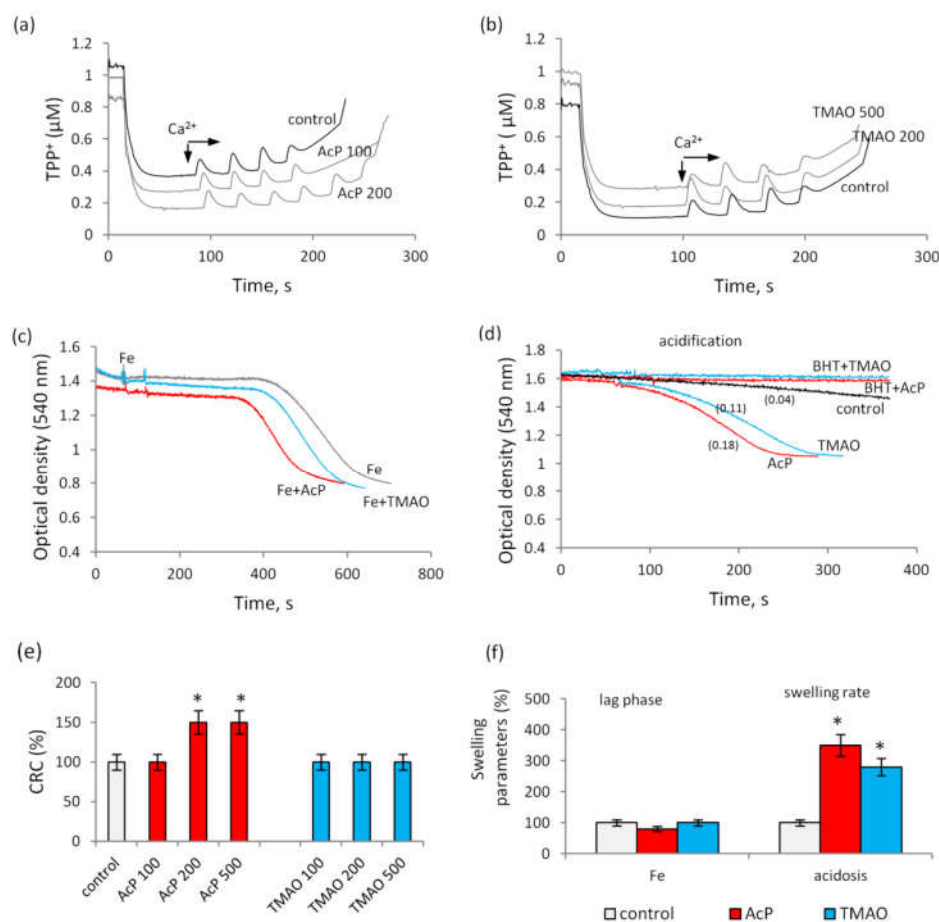 (a)
TPP⁺ (µM)
1.2
1
0.8
0.6
0.4
0.2
0
Ca²⁺
control
AcP 100
AcP 200
0
100
200
300
Time, s
(b)
TPP⁺ ( µM)
1.2
1
0.8
0.6
0.4
0.2
0
Ca²⁺
TMAO 500
TMAO 200
control
0
100
200
300
Time, s
(c)
Optical density (540 nm)
1.6
1.4
1.2
1
0.8
0.6
0.4
Fe
Fe
Fe+AcP
Fe+TMAO
0
200
400
600
800
Time, s
(d)
acidification
Optical density (540 nm)
1.8
1.6
1.4
1.2
1
0.8
0.6
0.4
BHT+TMAO
BHT+AcP
control
(0.04)
(0.11)
(0.18)
TMAO
AcP
0
100
200
300
400
Time, s
(e)
CRC (%)
200
150
100
50
0
* *
control
AcP 100
AcP 200
AcP 500
TMAO 100
TMAO 200
TMAO 500
(f)
Swelling
parameters (%)
lag phase
swelling rate
500
400
300
200
100
0
*
*
Fe
acidosis
control
AcP
TMAO